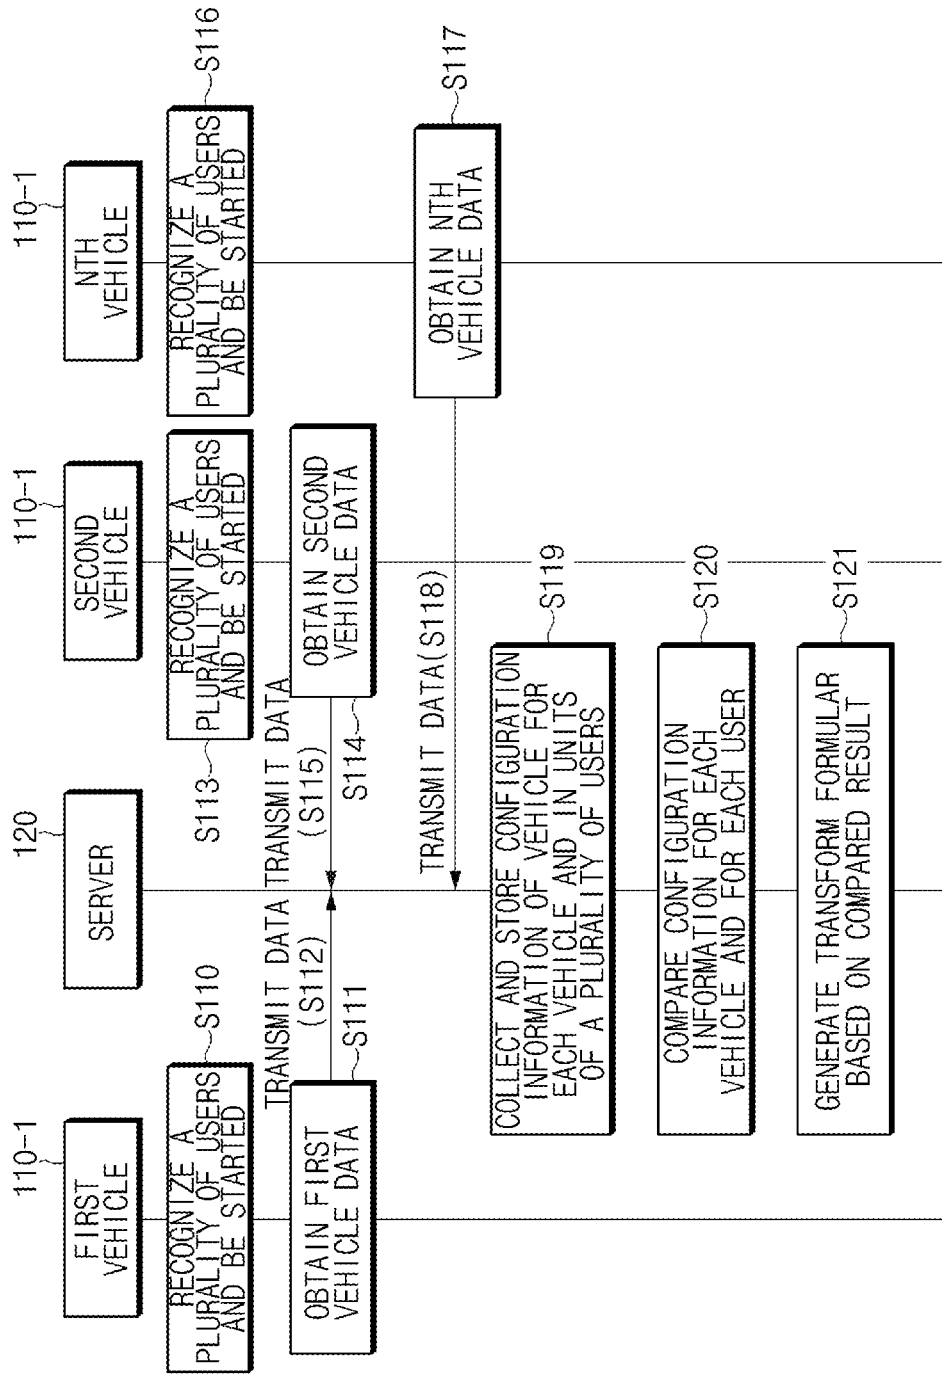 110-1
FIRST
VEHICLE
120
SERVER
110-1
SECOND
VEHICLE
110-1
NTH
VEHICLE
S110
RECOGNIZE A
PLURALITY OF USERS
AND BE STARTED
S113
RECOGNIZE A
PLURALITY OF USERS
AND BE STARTED
S116
RECOGNIZE A
PLURALITY OF USERS
AND BE STARTED
TRANSMIT DATA
(S112)
TRANSMIT DATA
(S115)
S111
OBTAIN FIRST
VEHICLE DATA
OBTAIN SECOND
VEHICLE DATA
S114
S117
OBTAIN NTH
VEHICLE DATA
TRANSMIT DATA(S118)
COLLECT AND STORE CONFIGURATION
INFORMATION OF VEHICLE FOR
EACH VEHICLE AND IN UNITS
OF A PLURALITY OF USERS
S119
COMPARE CONFIGURATION
INFORMATION FOR EACH
VEHICLE AND FOR EACH USER
S120
GENERATE TRANSFORM FORMULAR
BASED ON COMPARED RESULT
S121